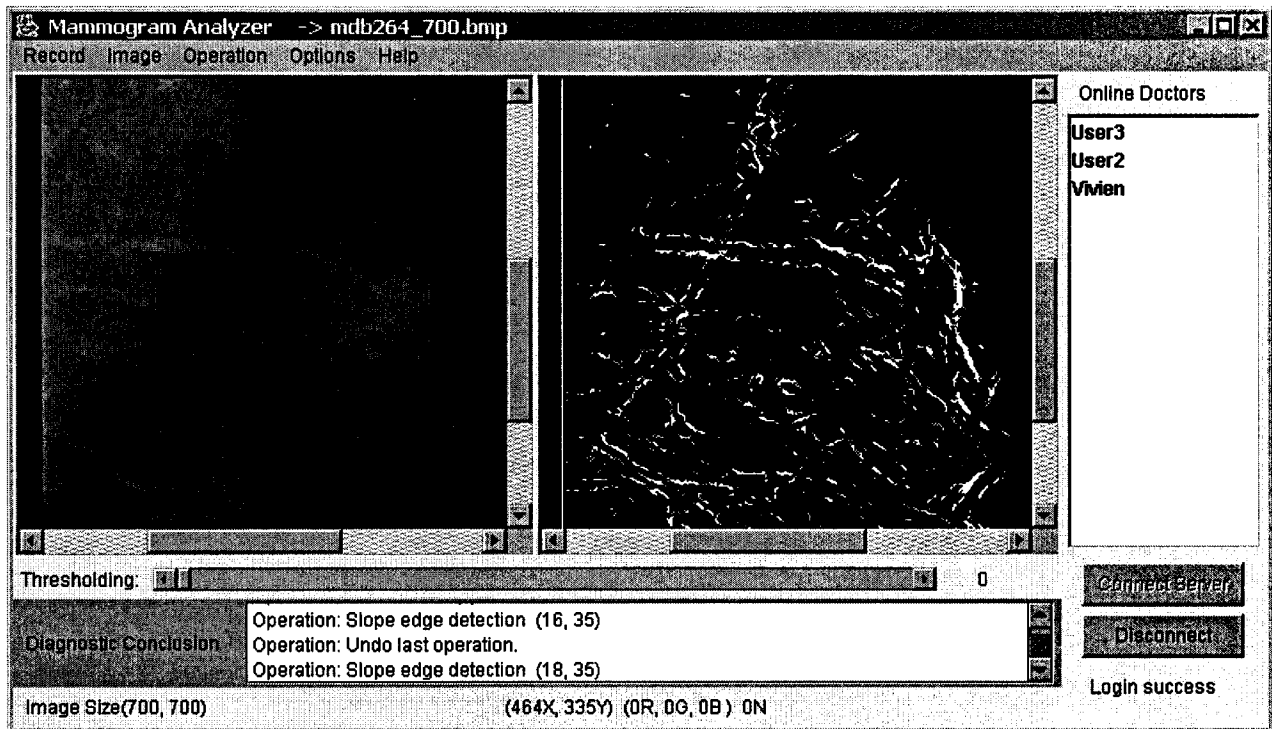 Mammogram Analyzer -> mdb264_700.bmp
Record Image Operation Options Help
Online Doctors
User3
User2
Vivien
Thresholding: 0
Connect Server
Diagnostic Conclusion
Operation: Slope edge detection (16, 35)
Operation: Undo last operation.
Operation: Slope edge detection (18, 35)
Disconnect
Login success
Image Size(700, 700) (464X, 335Y) (0R, 0G, 0B ) 0N